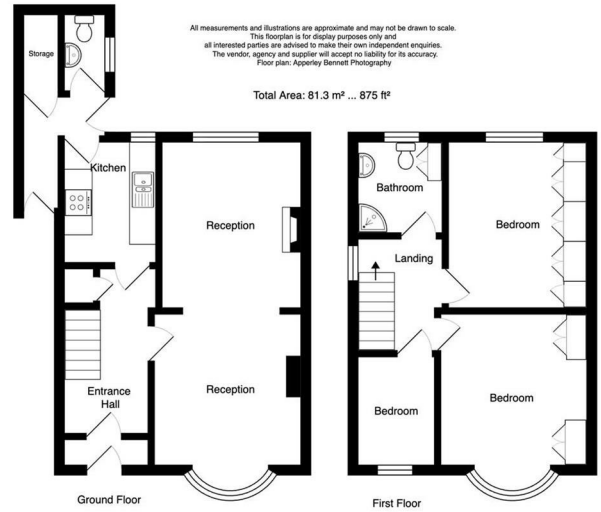 All measurements and illustrations are approximate and may not be drawn to scale.
This floorplan is for display purposes only and
all interested parties are advised to make their own independent enquiries.
The vendor, agency and supplier will accept no liability for its accuracy.
Floor plan: Apperley Bennett Photography
Total Area: 81.3 m² ... 875 ft²
Storage
Kitchen
Reception
Reception
Entrance
Hall
Ground Floor
Bathroom
Bedroom
Landing
Bedroom
Bedroom
First Floor